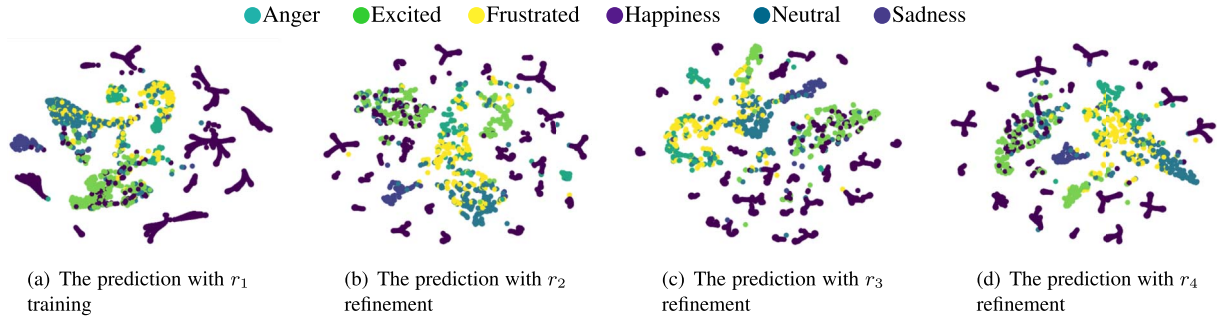 Anger Excited Frustrated Happiness Neutral Sadness
(a) The prediction with r₁
training
(b) The prediction with r₂
refinement
(c) The prediction with r₃
refinement
(d) The prediction with r₄
refinement